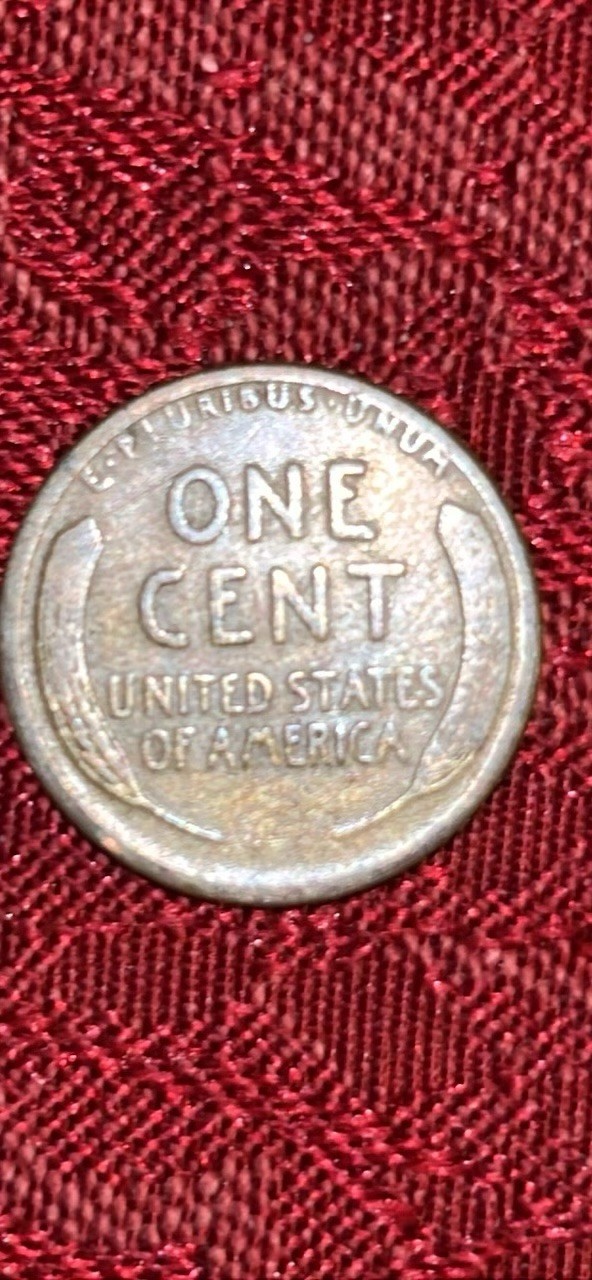 E·PLURIBUS·UNUM
ONE
CENT
UNITED STATES
OF AMERICA